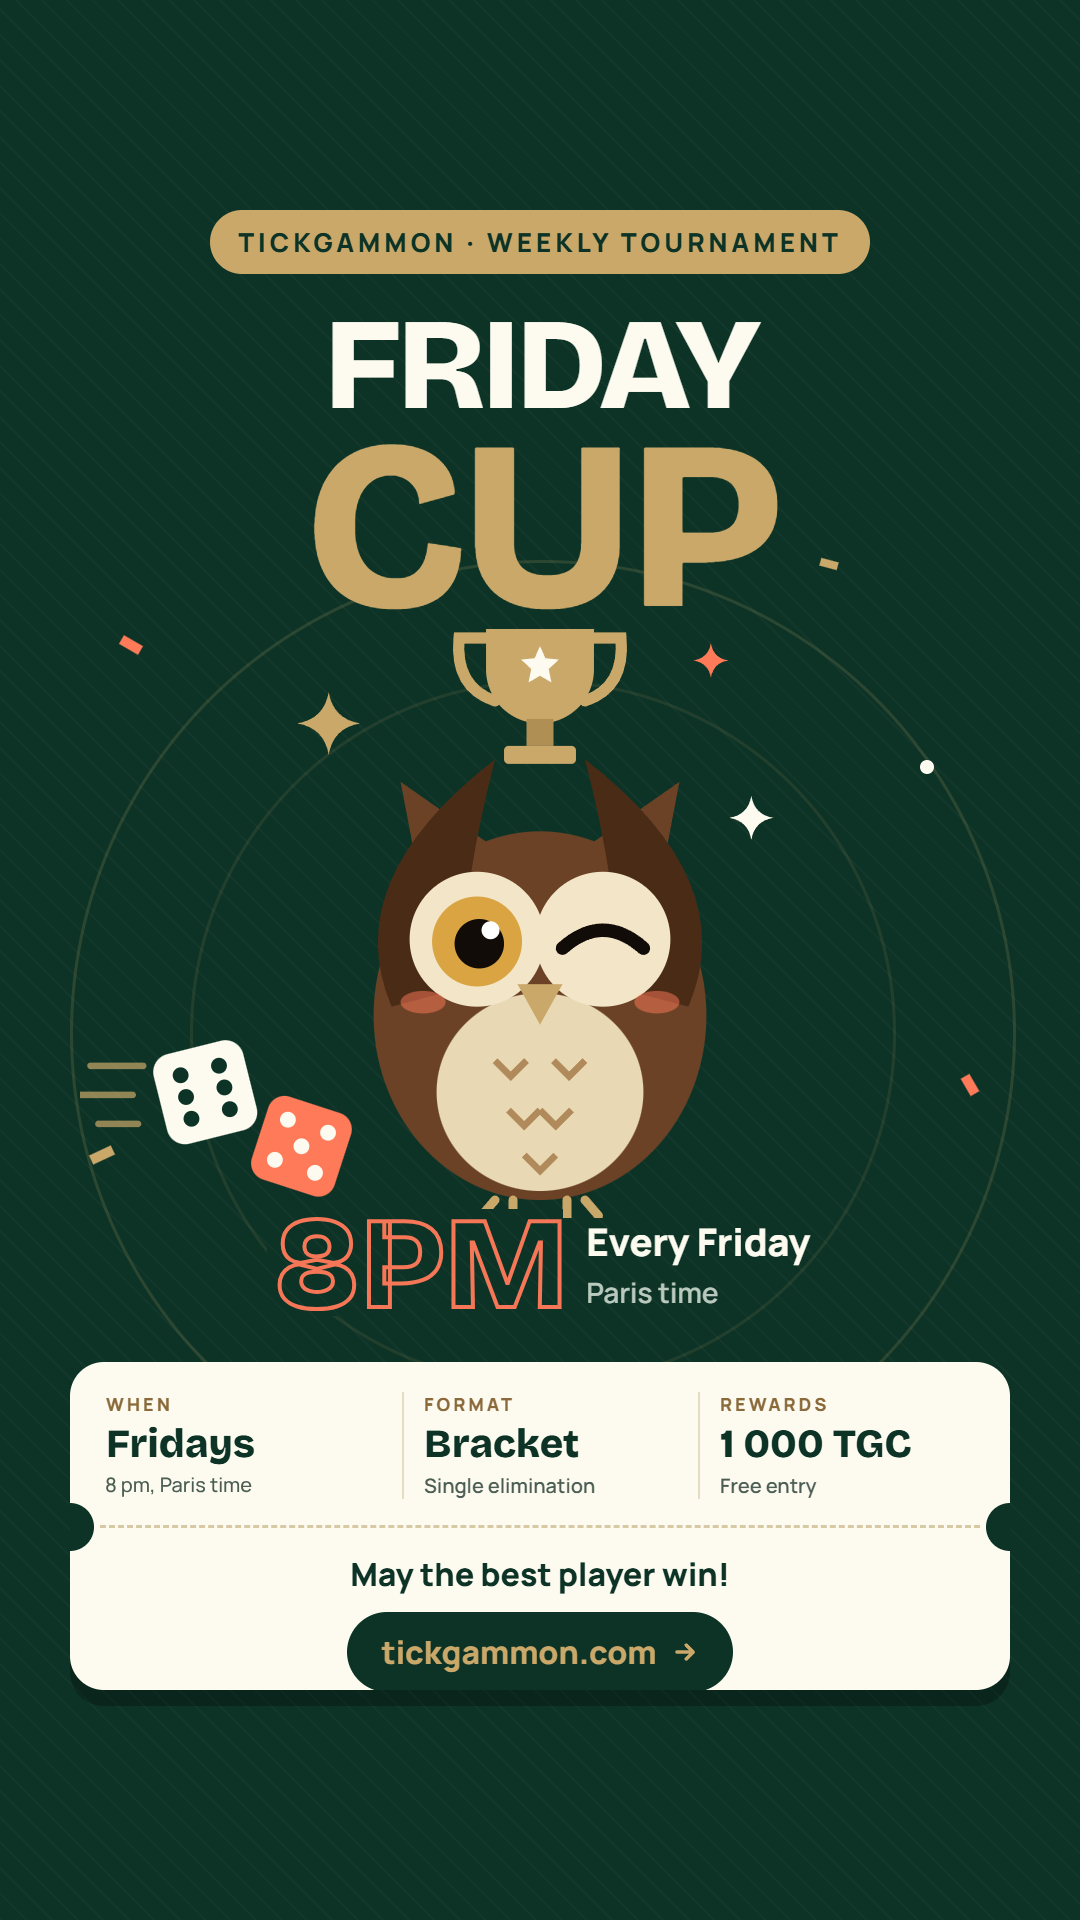 TICKGAMMON · WEEKLY TOURNAMENT
FRIDAY
CUP
8PM
Every Friday
Paris time
WHEN
Fridays
8 pm, Paris time
FORMAT
Bracket
Single elimination
REWARDS
1 000 TGC
Free entry
May the best player win!
tickgammon.com →